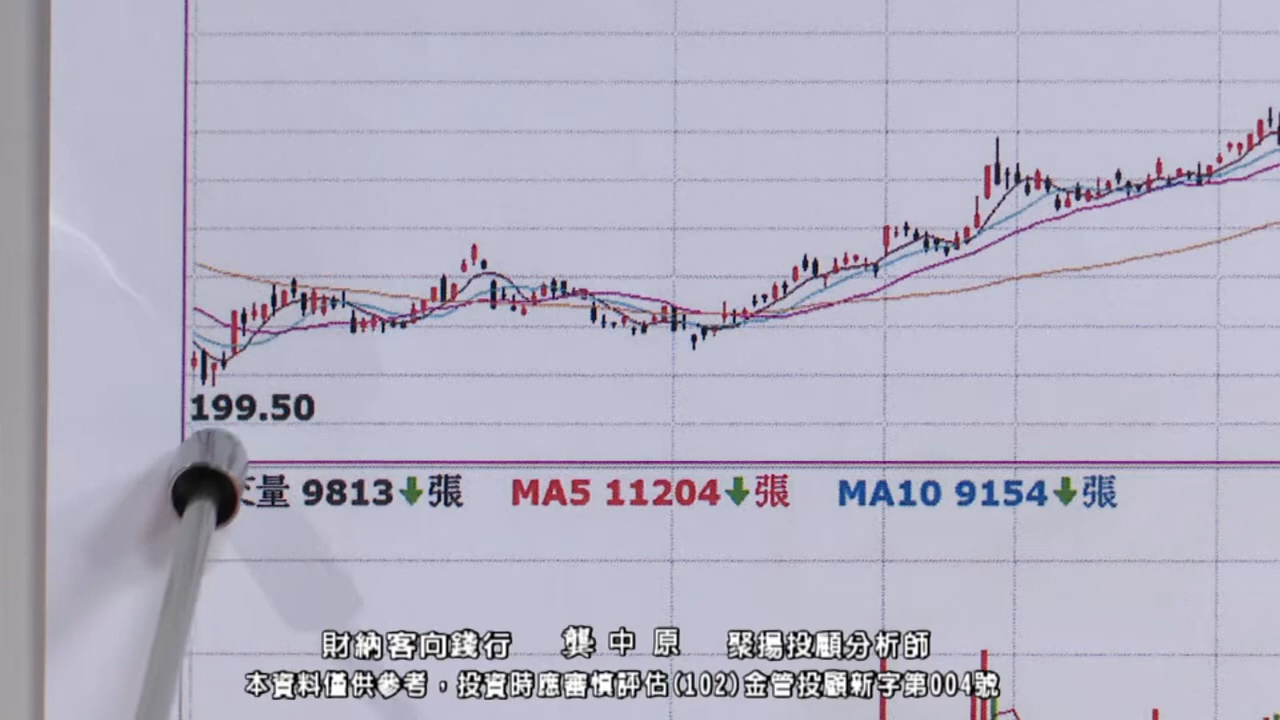 199.50
量 9813↓張 MA5 11204↓張 MA10 9154↓張
財納客向錢行 龔中原 聚揚投顧分析師
本資料僅供參考，投資時應審慎評估(102)金管投顧新字第004號